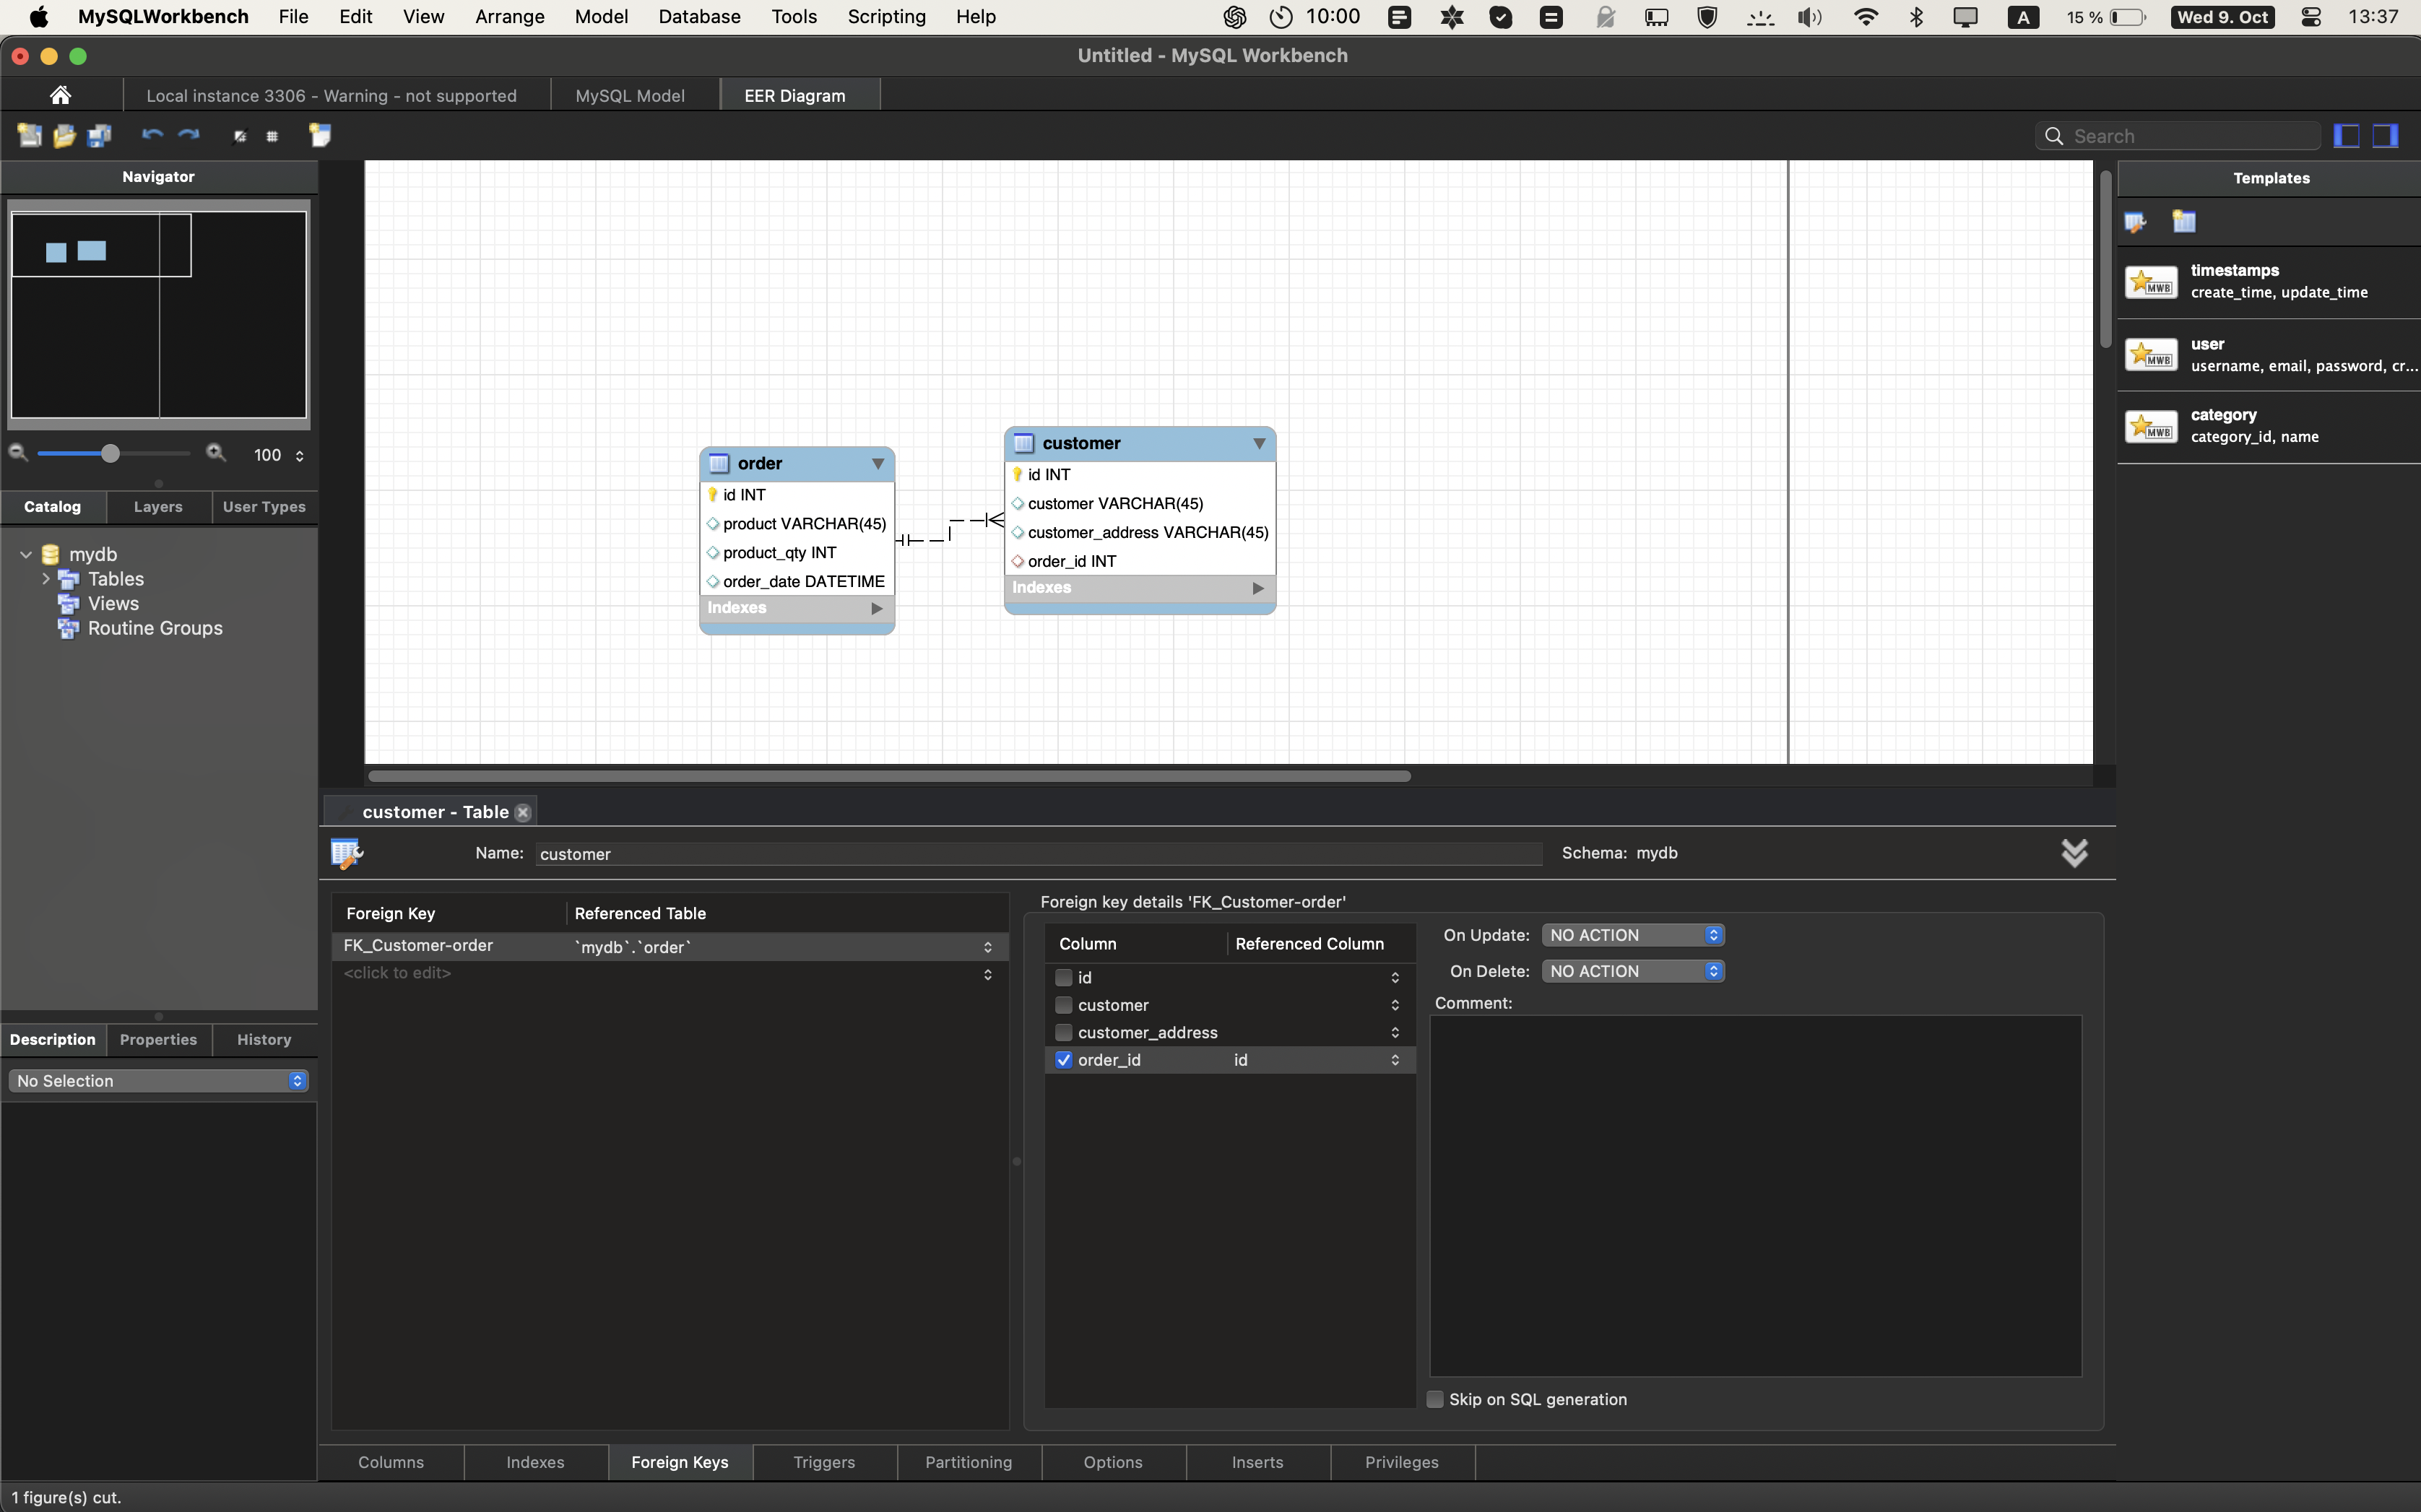 MySQLWorkbench File Edit View Arrange Model Database Tools Scripting Help 10:00 A 15 % Wed 9. Oct 13:37
Untitled - MySQL Workbench
Local instance 3306 - Warning - not supported MySQL Model EER Diagram
Search
Navigator
100
Catalog Layers User Types
mydb
Tables
Views
Routine Groups
Description Properties History
No Selection
order
id INT
product VARCHAR(45)
product_qty INT
order_date DATETIME
Indexes
customer
id INT
customer VARCHAR(45)
customer_address VARCHAR(45)
order_id INT
Indexes
Templates
MWB
timestamps
create_time, update_time
MWB
user
username, email, password, cr...
MWB
category
category_id, name
customer - Table
Name: customer Schema: mydb
Foreign Key Referenced Table
FK_Customer-order `mydb`.`order`
<click to edit>
Foreign key details 'FK_Customer-order'
Column Referenced Column
id
customer
customer_address
order_id id
On Update: NO ACTION
On Delete: NO ACTION
Comment:
Skip on SQL generation
Columns Indexes Foreign Keys Triggers Partitioning Options Inserts Privileges
1 figure(s) cut.